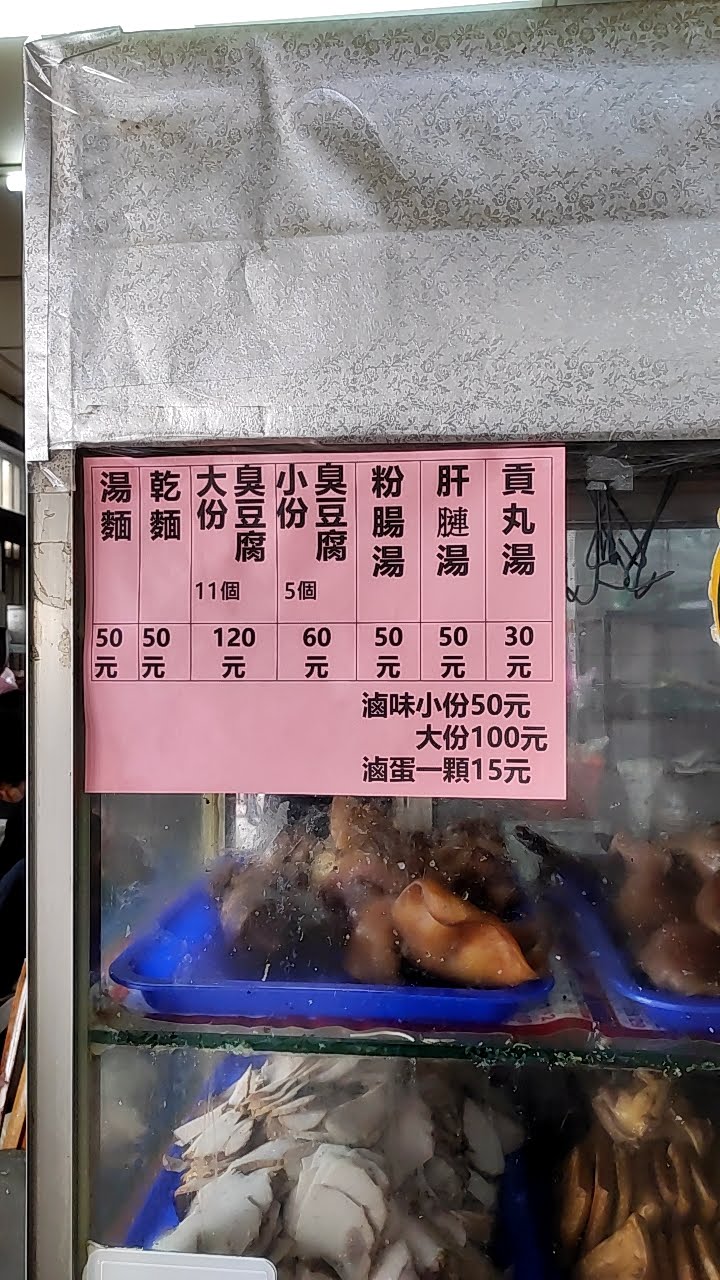 貢丸湯
30元
肝腱湯
50元
粉腸湯
50元
臭豆腐
小份
5個
60元
臭豆腐
大份
11個
120元
乾麵
50元
湯麵
50元
滷味小份50元
大份100元
滷蛋一顆15元